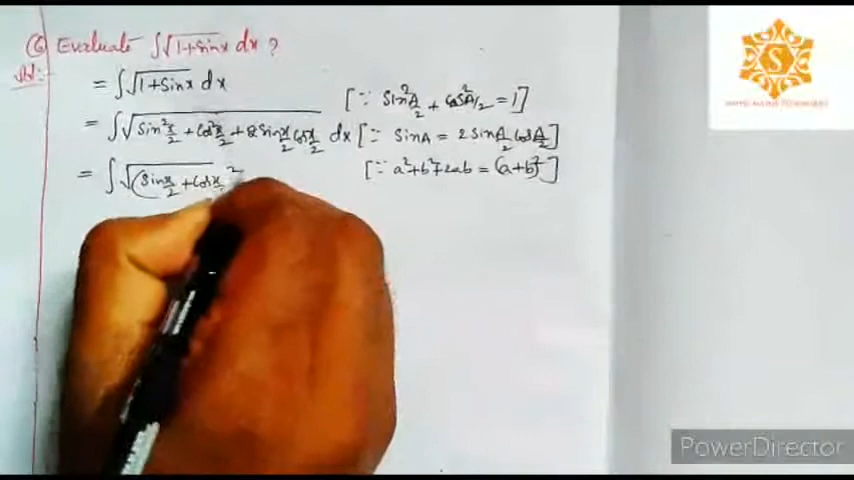 6) Evaluate ∫√1+sinx dx ?
Sol:-
= ∫√1+Sinx dx
[∵ Sin²A/2 + Cos²A/2 = 1]
= ∫√Sin²x/2 + Cos²x/2 + 2Sinx/2 Cosx/2 dx [∵ SinA = 2SinA/2 CosA/2]
= ∫√(Sinx/2 + Cosx/2 ² [∵ a²+b²+2ab = (a+b)²]
S
PowerDirector